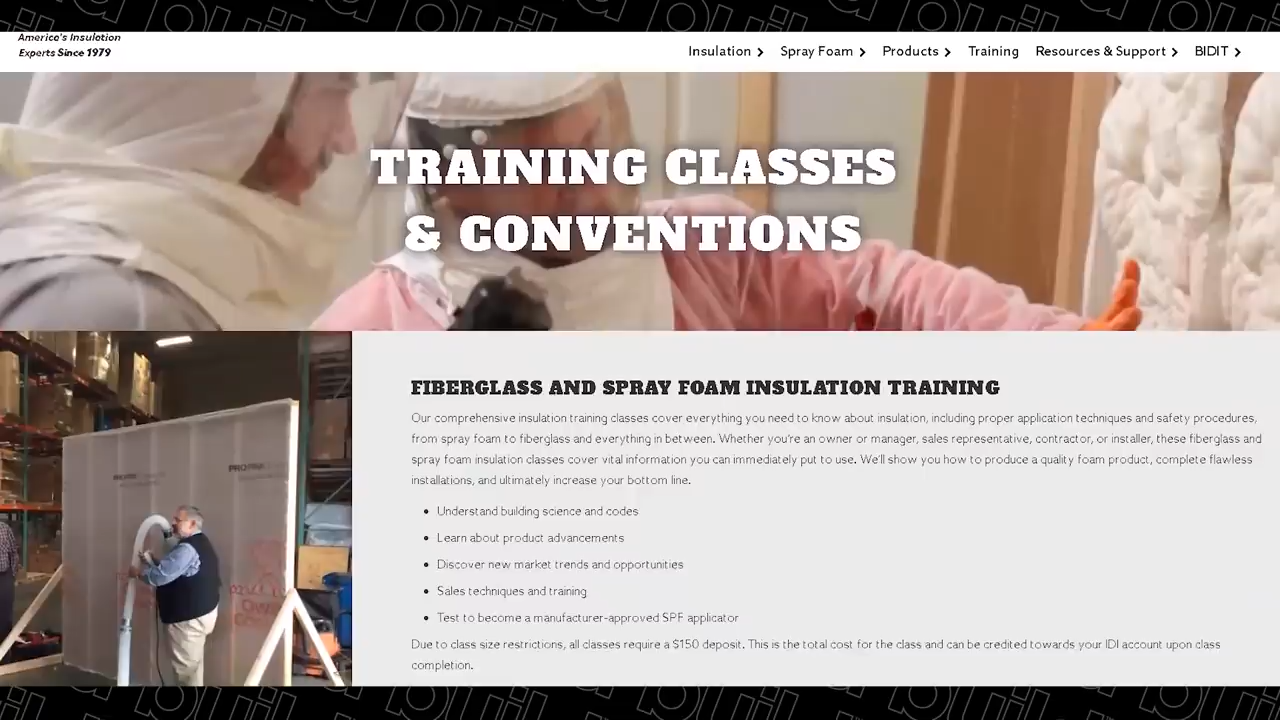 America's Insulation
Experts Since 1979
Insulation Spray Foam Products Training Resources & Support BIDIT
TRAINING CLASSES
& CONVENTIONS
FIBERGLASS AND SPRAY FOAM INSULATION TRAINING
Our comprehensive insulation training classes cover everything you need to know about insulation, including proper application techniques and safety procedures,
from spray foam to fiberglass and everything in between. Whether you're an owner or manager, sales representative, contractor, or installer, these fiberglass and
spray foam insulation classes cover vital information you can immediately put to use. We'll show you how to produce a quality foam product, complete flawless
installations, and ultimately increase your bottom line.
• Understand building science and codes
• Learn about product advancements
• Discover new market trends and opportunities
• Sales techniques and training
• Test to become a manufacturer-approved SPF applicator
Due to class size restrictions, all classes require a $150 deposit. This is the total cost for the class and can be credited towards your IDI account upon class
completion.